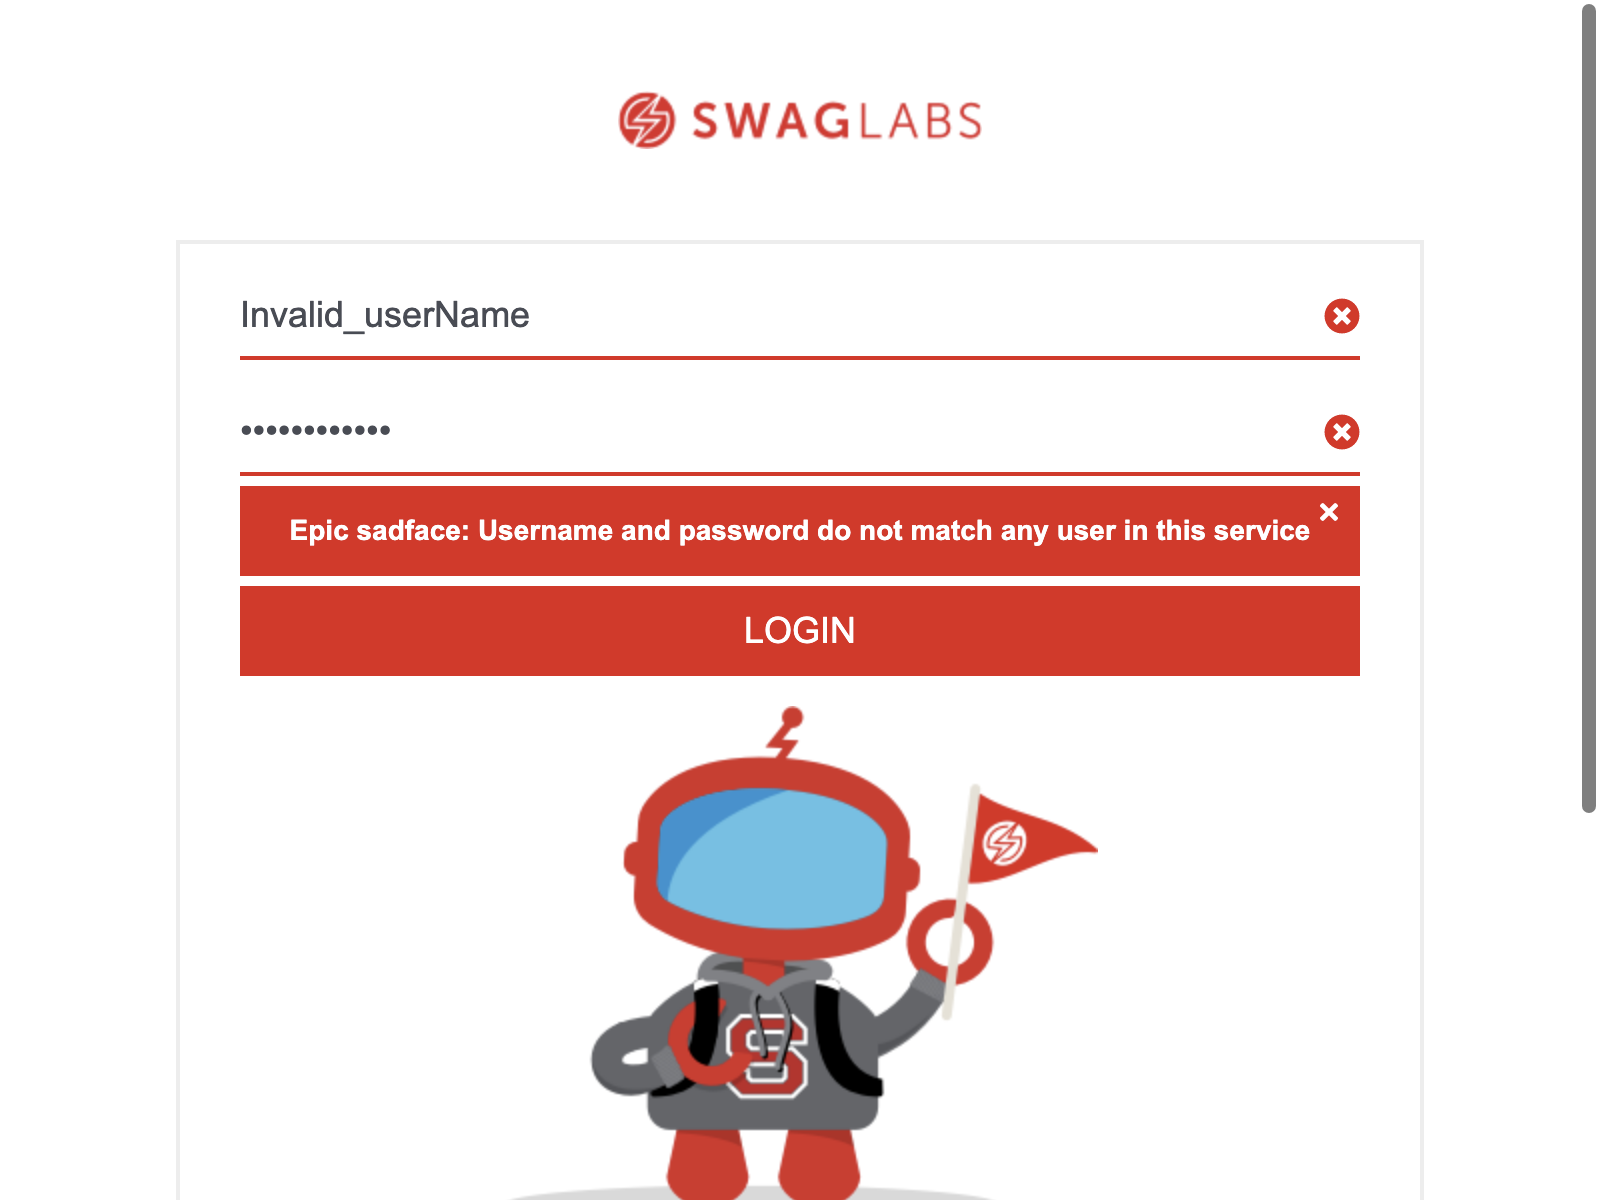 SWAGLABS
Invalid_userName
••••••••••••
Epic sadface: Username and password do not match any user in this service
LOGIN
S